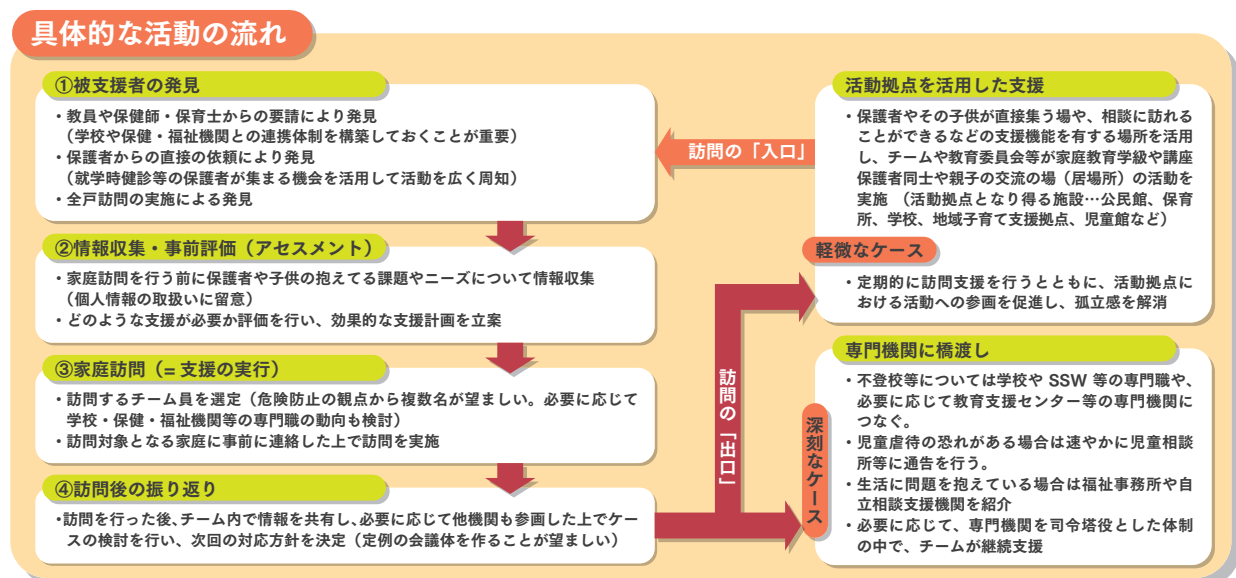 具体的な活動の流れ
①被支援者の発見
・教員や保健師・保育士からの要請により発見
（学校や保健・福祉機関との連携体制を構築しておくことが重要）
・保護者からの直接の依頼により発見
（就学時健診等の保護者が集まる機会を活用して活動を広く周知）
・全戸訪問の実施による発見
②情報収集・事前評価（アセスメント）
・家庭訪問を行う前に保護者や子供の抱えてる課題やニーズについて情報収集
（個人情報の取扱いに留意）
・どのような支援が必要か評価を行い、効果的な支援計画を立案
③家庭訪問（= 支援の実行）
・訪問するチーム員を選定（危険防止の観点から複数名が望ましい。必要に応じて
学校・保健・福祉機関等の専門職の動向も検討）
・訪問対象となる家庭に事前に連絡した上で訪問を実施
④訪問後の振り返り
・訪問を行った後、チーム内で情報を共有し、必要に応じて他機関も参画した上でケー
スの検討を行い、次回の対応方針を決定（定例の会議体を作ることが望ましい）
訪問の「入口」
訪問の「出口」
活動拠点を活用した支援
・保護者やその子供が直接集う場や、相談に訪れる
ことができるなどの支援機能を有する場所を活用
し、チームや教育委員会等が家庭教育学級や講座
保護者同士や親子の交流の場（居場所）の活動を
実施 （活動拠点となり得る施設…公民館、保育
所、学校、地域子育て支援拠点、児童館など）
軽微なケース
・定期的に訪問支援を行うとともに、活動拠点に
おける活動への参画を促進し、孤立感を解消
専門機関に橋渡し
深刻なケース
・不登校等については学校や SSW 等の専門職や、
必要に応じて教育支援センター等の専門機関に
つなぐ。
・児童虐待の恐れがある場合は速やかに児童相談
所等に通告を行う。
・生活に問題を抱えている場合は福祉事務所や自
立相談支援機関を紹介
・必要に応じて、専門機関を司令塔役とした体制
の中で、チームが継続支援